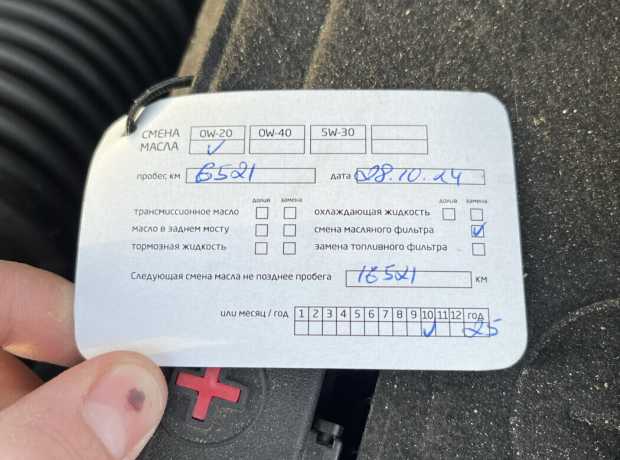 СМЕНА 0W-20 0W-40 5W-30
МАСЛА ✓
пробег, км 6521 дата 28.10.24
долив замена долив замена
трансмиссионное масло охлаждающая жидкость
масло в заднем мосту смена масляного фильтра ✓
тормозная жидкость замена топливного фильтра
Следующая смена масла не позднее пробега 16521 км
или месяц / год 1 2 3 4 5 6 7 8 9 10 11 12 год
✓ 25